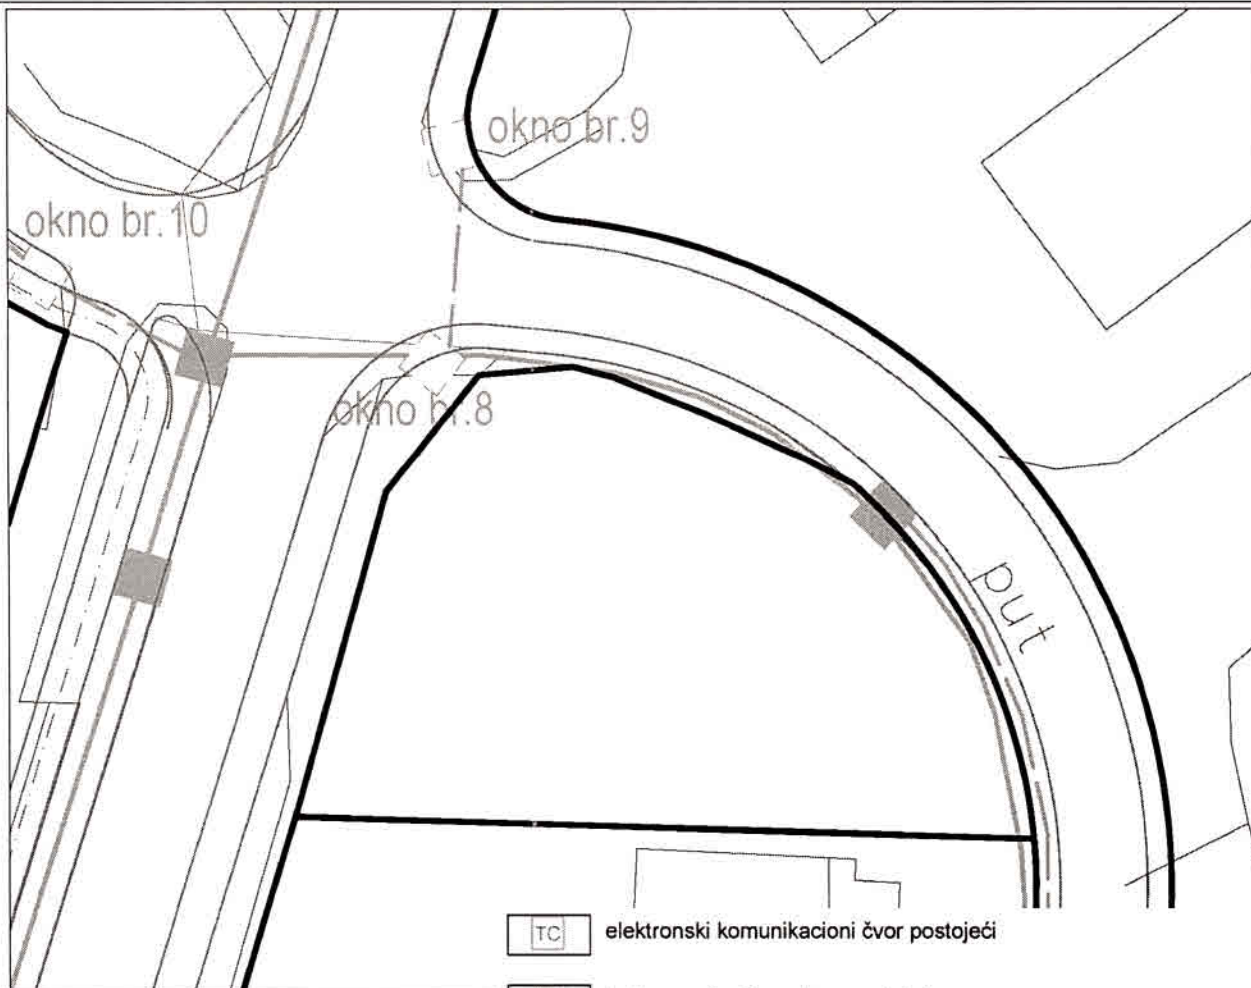 okno br.9
okno br.10
okno br.8
put
TC elektronski komunikacioni čvor postojeći